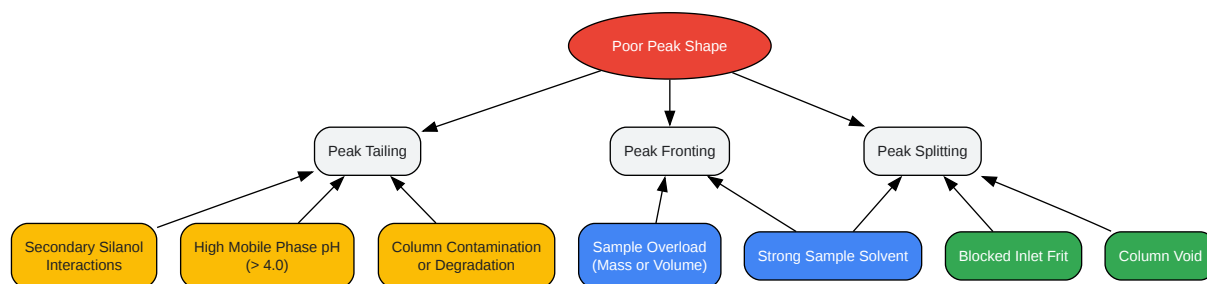 Poor Peak Shape
Peak Tailing
Peak Fronting
Peak Splitting
Secondary Silanol
Interactions
High Mobile Phase pH
(> 4.0)
Column Contamination
or Degradation
Sample Overload
(Mass or Volume)
Strong Sample Solvent
Blocked Inlet Frit
Column Void